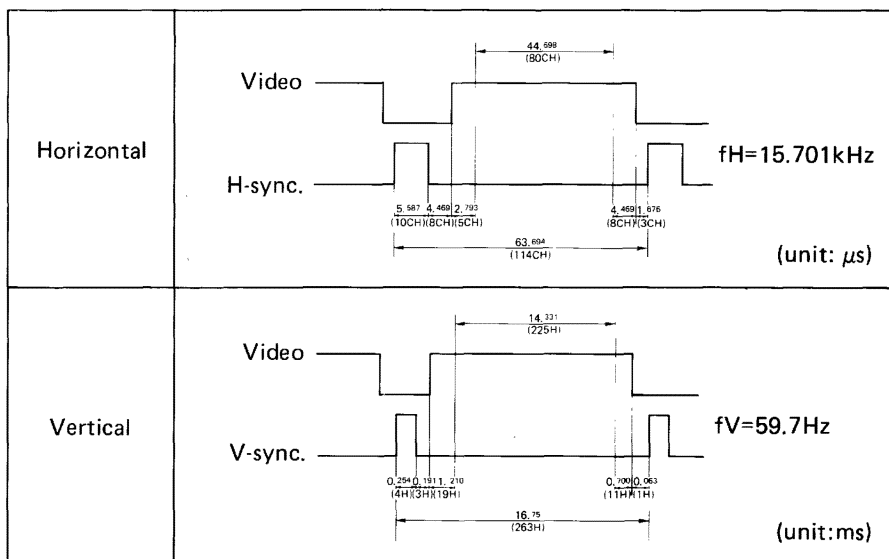 44.698
(80CH)
Video
Horizontal
fH=15.701kHz
H-sync.
5.587 4.469 2.793 4.469 1.676
(10CH)(8CH)(5CH) (8CH)(3CH)
63.694
(114CH)
(unit: μs)
14.331
(225H)
Video
Vertical
fV=59.7Hz
V-sync.
0.254 0.191 1.210 0.700 0.063
(4H)(3H)(19H) (11H)(1H)
16.75
(263H)
(unit:ms)